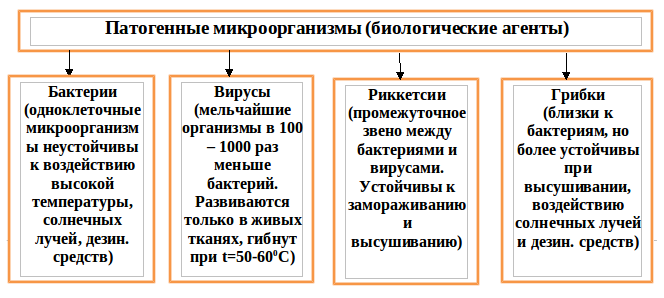 Патогенные микроорганизмы (биологические агенты)
Бактерии
(одноклеточные
микроорганизм
ы неустойчивы
к воздействию
высокой
температуры,
солнечных
лучей, дезин.
средств)
Вирусы
(мельчайшие
организмы в 100
– 1000 раз
меньше
бактерий.
Развиваются
только в живых
тканях, гибнут
при t=50-60⁰С)
Риккетсии
(промежуточное
звено между
бактериями и
вирусами.
Устойчивы к
замораживанию
и
высушиванию)
Грибки
(близки к
бактериям, но
более устойчивы
при
высушивании,
воздействию
солнечных лучей
и дезин. средств)